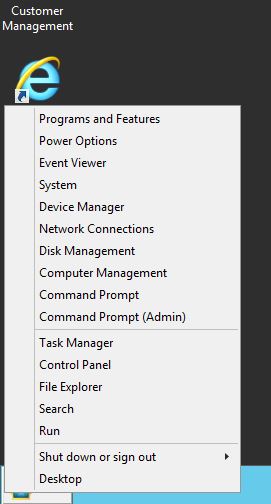 Customer
Management
Programs and Features
Power Options
Event Viewer
System
Device Manager
Network Connections
Disk Management
Computer Management
Command Prompt
Command Prompt (Admin)
Task Manager
Control Panel
File Explorer
Search
Run
Shut down or sign out
Desktop